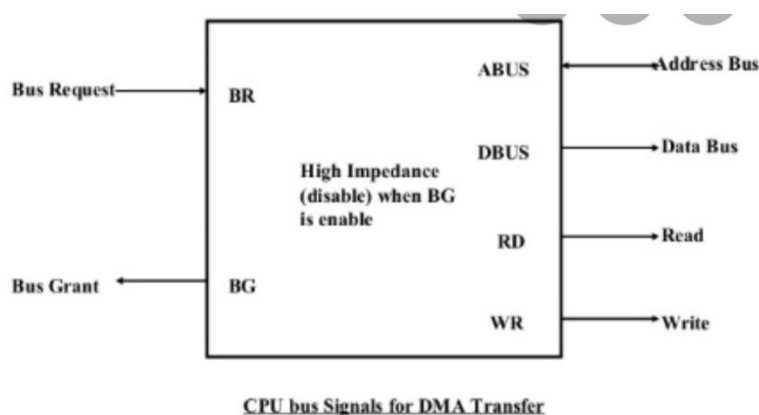 Bus Request
BR
ABUS
Address Bus
DBUS
Data Bus
High Impedance
(disable) when BG
is enable
RD
Read
Bus Grant
BG
WR
Write
CPU bus Signals for DMA Transfer